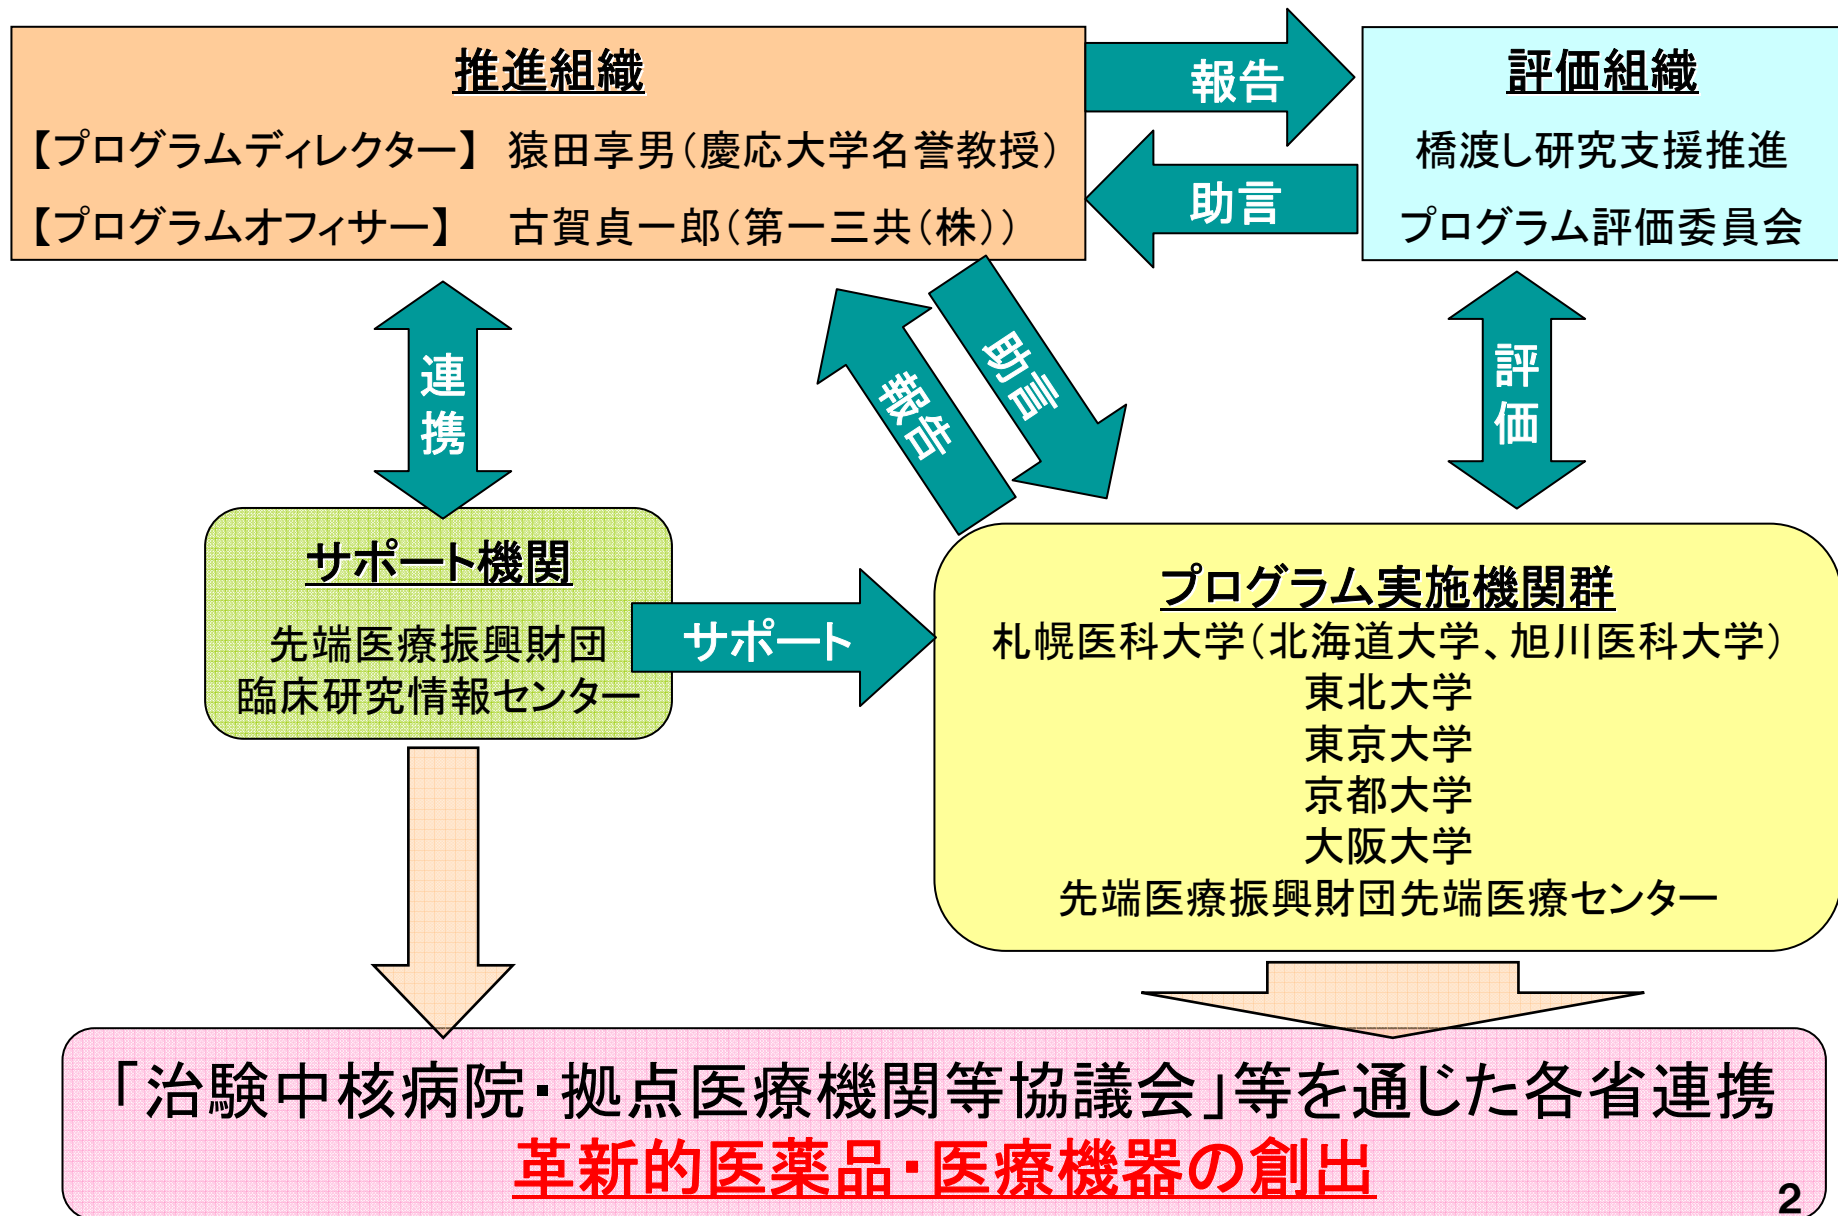 推進組織
【プログラムディレクター】 猿田享男(慶応大学名誉教授)
【プログラムオフィサー】 古賀貞一郎(第一三共(株))
報告
助言
評価組織
橋渡し研究支援推進
プログラム評価委員会
連携
報告
助言
評価
サポート機関
先端医療振興財団
臨床研究情報センター
サポート
プログラム実施機関群
札幌医科大学(北海道大学、旭川医科大学)
東北大学
東京大学
京都大学
大阪大学
先端医療振興財団先端医療センター
「治験中核病院・拠点医療機関等協議会」等を通じた各省連携
革新的医薬品・医療機器の創出
2